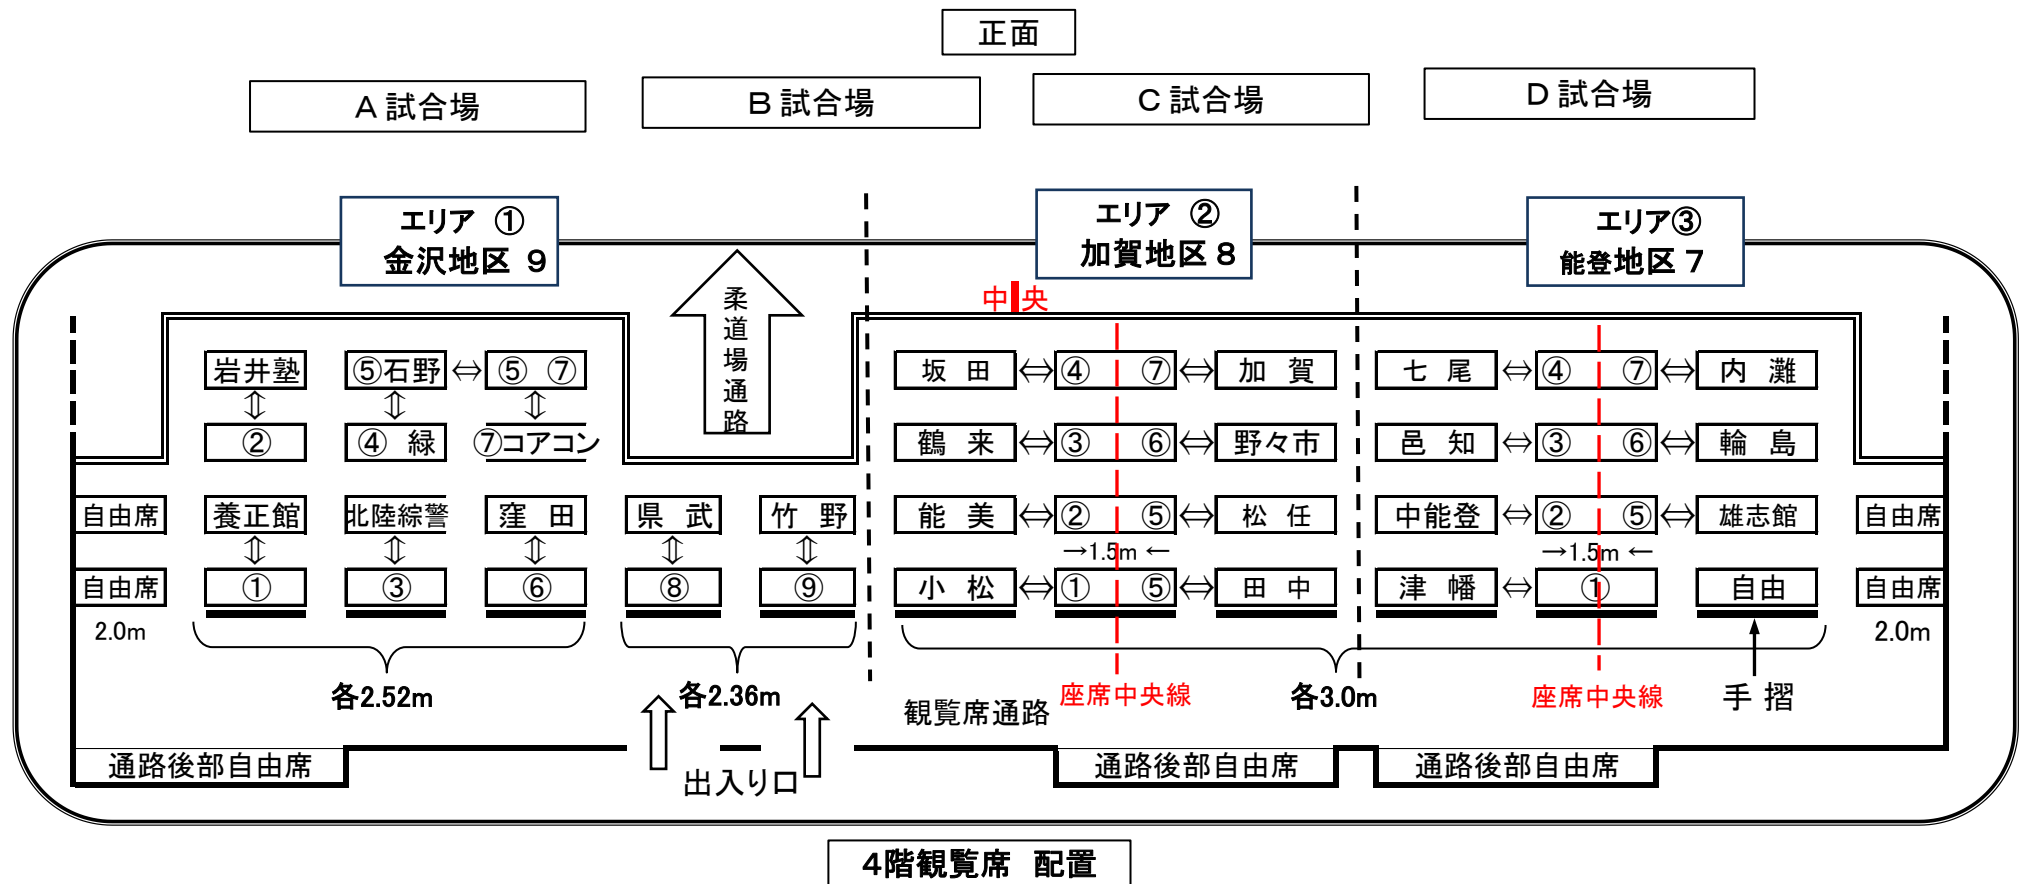 正面
A 試合場 B 試合場 C 試合場 D 試合場
エリア ①
金沢地区 9
エリア ②
加賀地区 8
エリア③
能登地区 7
中央
柔道場通路
岩井塾 ⑤石野 ⇔ ⑤ ⑦ 坂 田 ⇔ ④ ⑦ ⇔ 加 賀 七 尾 ⇔ ④ ⑦ ⇔ 内 灘
⇕ ⇕ ⇕
② ④ 緑 ⑦コアコン 鶴 来 ⇔ ③ ⑥ ⇔ 野々市 邑 知 ⇔ ③ ⑥ ⇔ 輪 島
自由席 養正館 北陸綜警 窪 田 県 武 竹 野 能 美 ⇔ ② ⑤ ⇔ 松 任 中能登 ⇔ ② ⑤ ⇔ 雄志館 自由席
⇕ ⇕ ⇕ ⇕ ⇕ →1.5m ← →1.5m ←
自由席 ① ③ ⑥ ⑧ ⑨ 小 松 ⇔ ① ⑤ ⇔ 田 中 津 幡 ⇔ ① 自由 自由席
2.0m 2.0m
各2.52m 各2.36m 座席中央線 各3.0m 座席中央線 手 摺
観覧席通路
通路後部自由席 出入り口 通路後部自由席 通路後部自由席
4階観覧席 配置